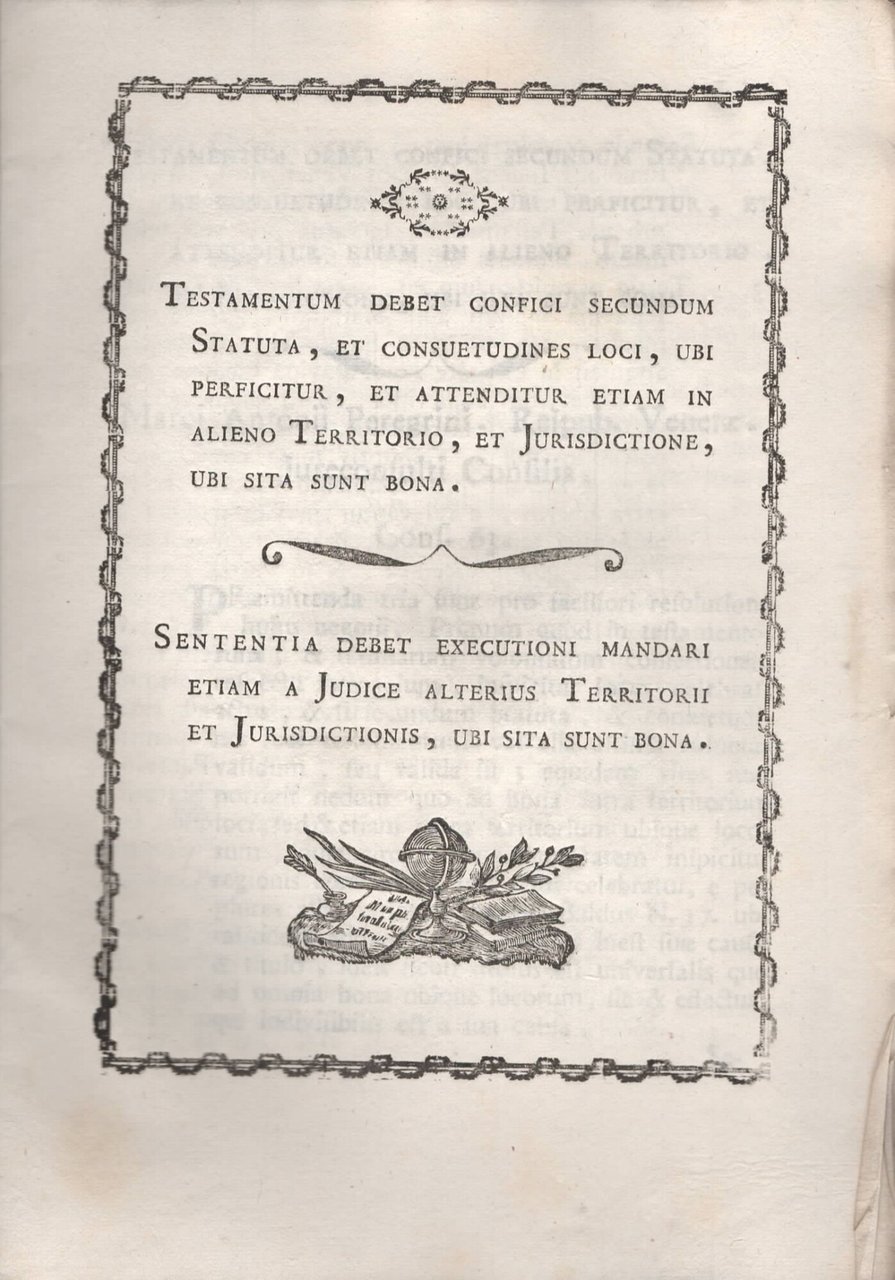 Testamentum debet confici secundum
Statuta, et consuetudines loci, ubi
perficitur, et attenditur etiam in
alieno Territorio, et Jurisdictione,
ubi sita sunt bona.
Sententia debet executioni mandari
etiam a Judice alterius Territorii
et Jurisdictionis, ubi sita sunt bona.